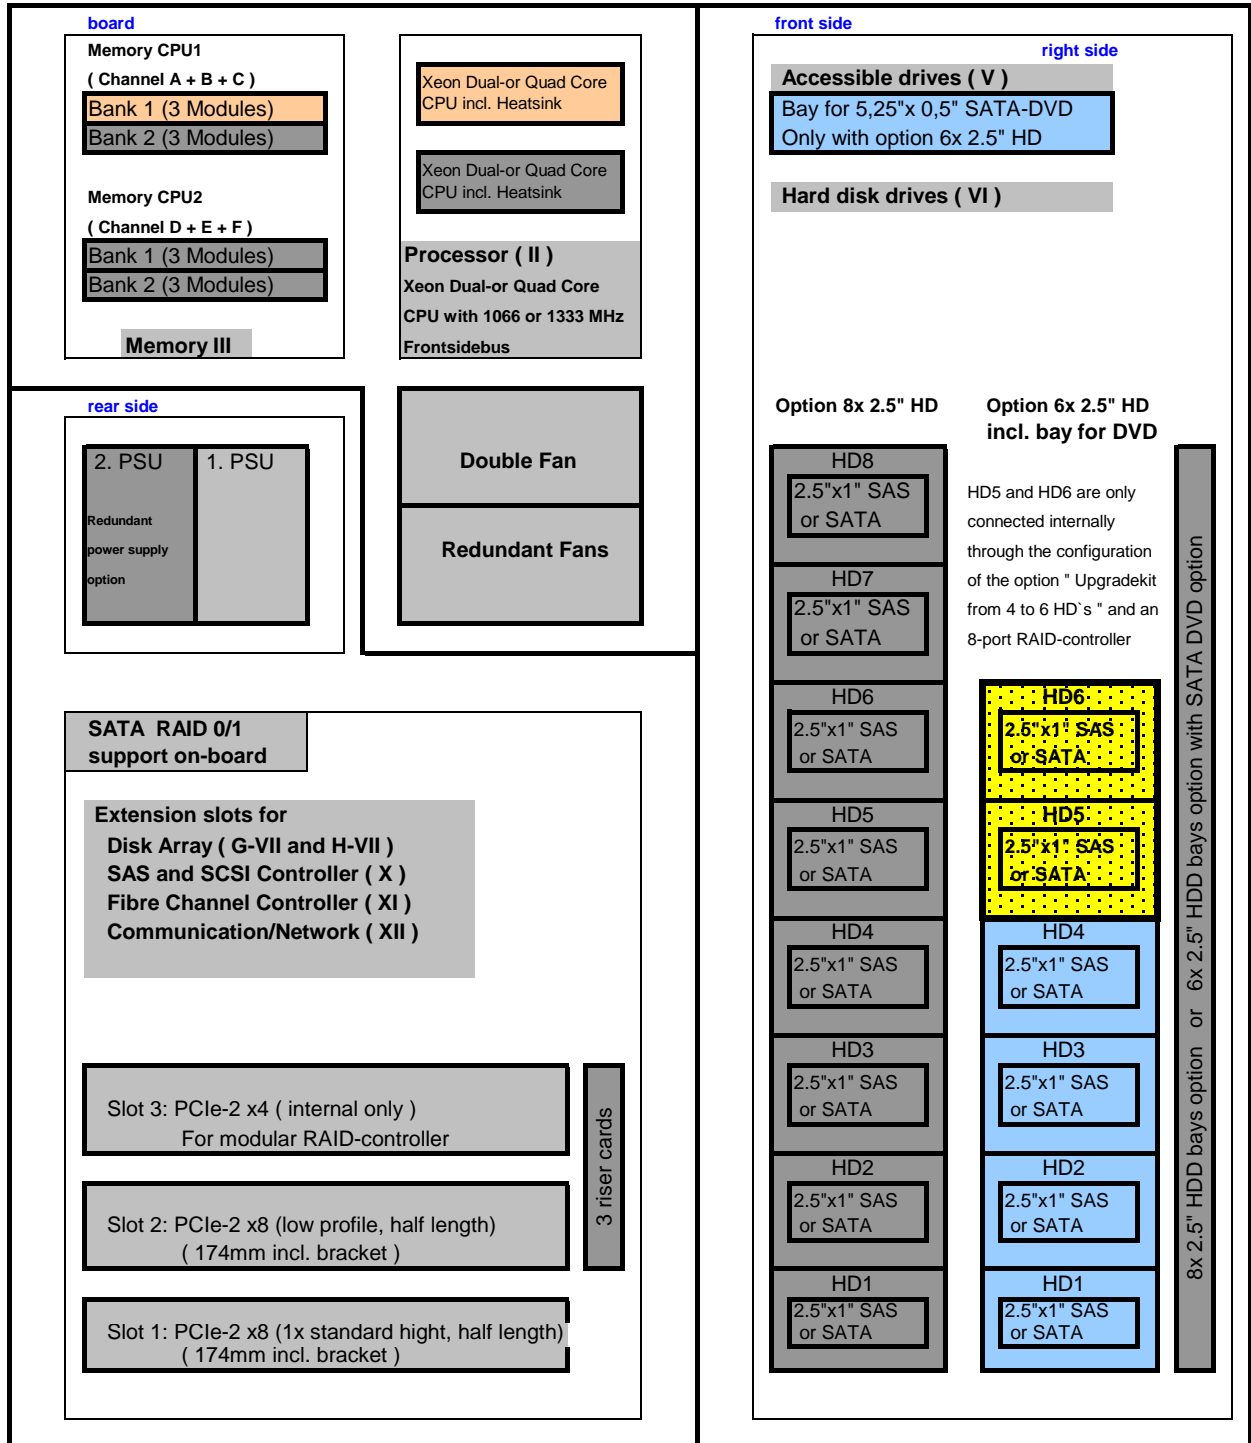 board
Memory CPU1
( Channel A + B + C )
Bank 1 (3 Modules)
Bank 2 (3 Modules)
Memory CPU2
( Channel D + E + F )
Bank 1 (3 Modules)
Bank 2 (3 Modules)
Memory III
Xeon Dual-or Quad Core
CPU incl. Heatsink
Xeon Dual-or Quad Core
CPU incl. Heatsink
Processor ( II )
Xeon Dual-or Quad Core
CPU with 1066 or 1333 MHz
Frontsidebus
rear side
2. PSU
Redundant
power supply
option
1. PSU
Double Fan
Redundant Fans
SATA RAID 0/1
support on-board
Extension slots for
Disk Array ( G-VII and H-VII )
SAS and SCSI Controller ( X )
Fibre Channel Controller ( XI )
Communication/Network ( XII )
Slot 3: PCIe-2 x4 ( internal only )
For modular RAID-controller
Slot 2: PCIe-2 x8 (low profile, half length)
( 174mm incl. bracket )
Slot 1: PCIe-2 x8 (1x standard hight, half length)
( 174mm incl. bracket )
3 riser cards
front side
right side
Accessible drives ( V )
Bay for 5,25"x 0,5" SATA-DVD
Only with option 6x 2.5" HD
Hard disk drives ( VI )
Option 8x 2.5" HD
HD8
2.5"x1" SAS
or SATA
HD7
2.5"x1" SAS
or SATA
HD6
2.5"x1" SAS
or SATA
HD5
2.5"x1" SAS
or SATA
HD4
2.5"x1" SAS
or SATA
HD3
2.5"x1" SAS
or SATA
HD2
2.5"x1" SAS
or SATA
HD1
2.5"x1" SAS
or SATA
Option 6x 2.5" HD
incl. bay for DVD
HD5 and HD6 are only
connected internally
through the configuration
of the option " Upgradekit
from 4 to 6 HD`s " and an
8-port RAID-controller
HD6
2.5"x1" SAS
or SATA
HD5
2.5"x1" SAS
or SATA
HD4
2.5"x1" SAS
or SATA
HD3
2.5"x1" SAS
or SATA
HD2
2.5"x1" SAS
or SATA
HD1
2.5"x1" SAS
or SATA
8x 2.5" HDD bays option or 6x 2.5" HDD bays option with SATA DVD option